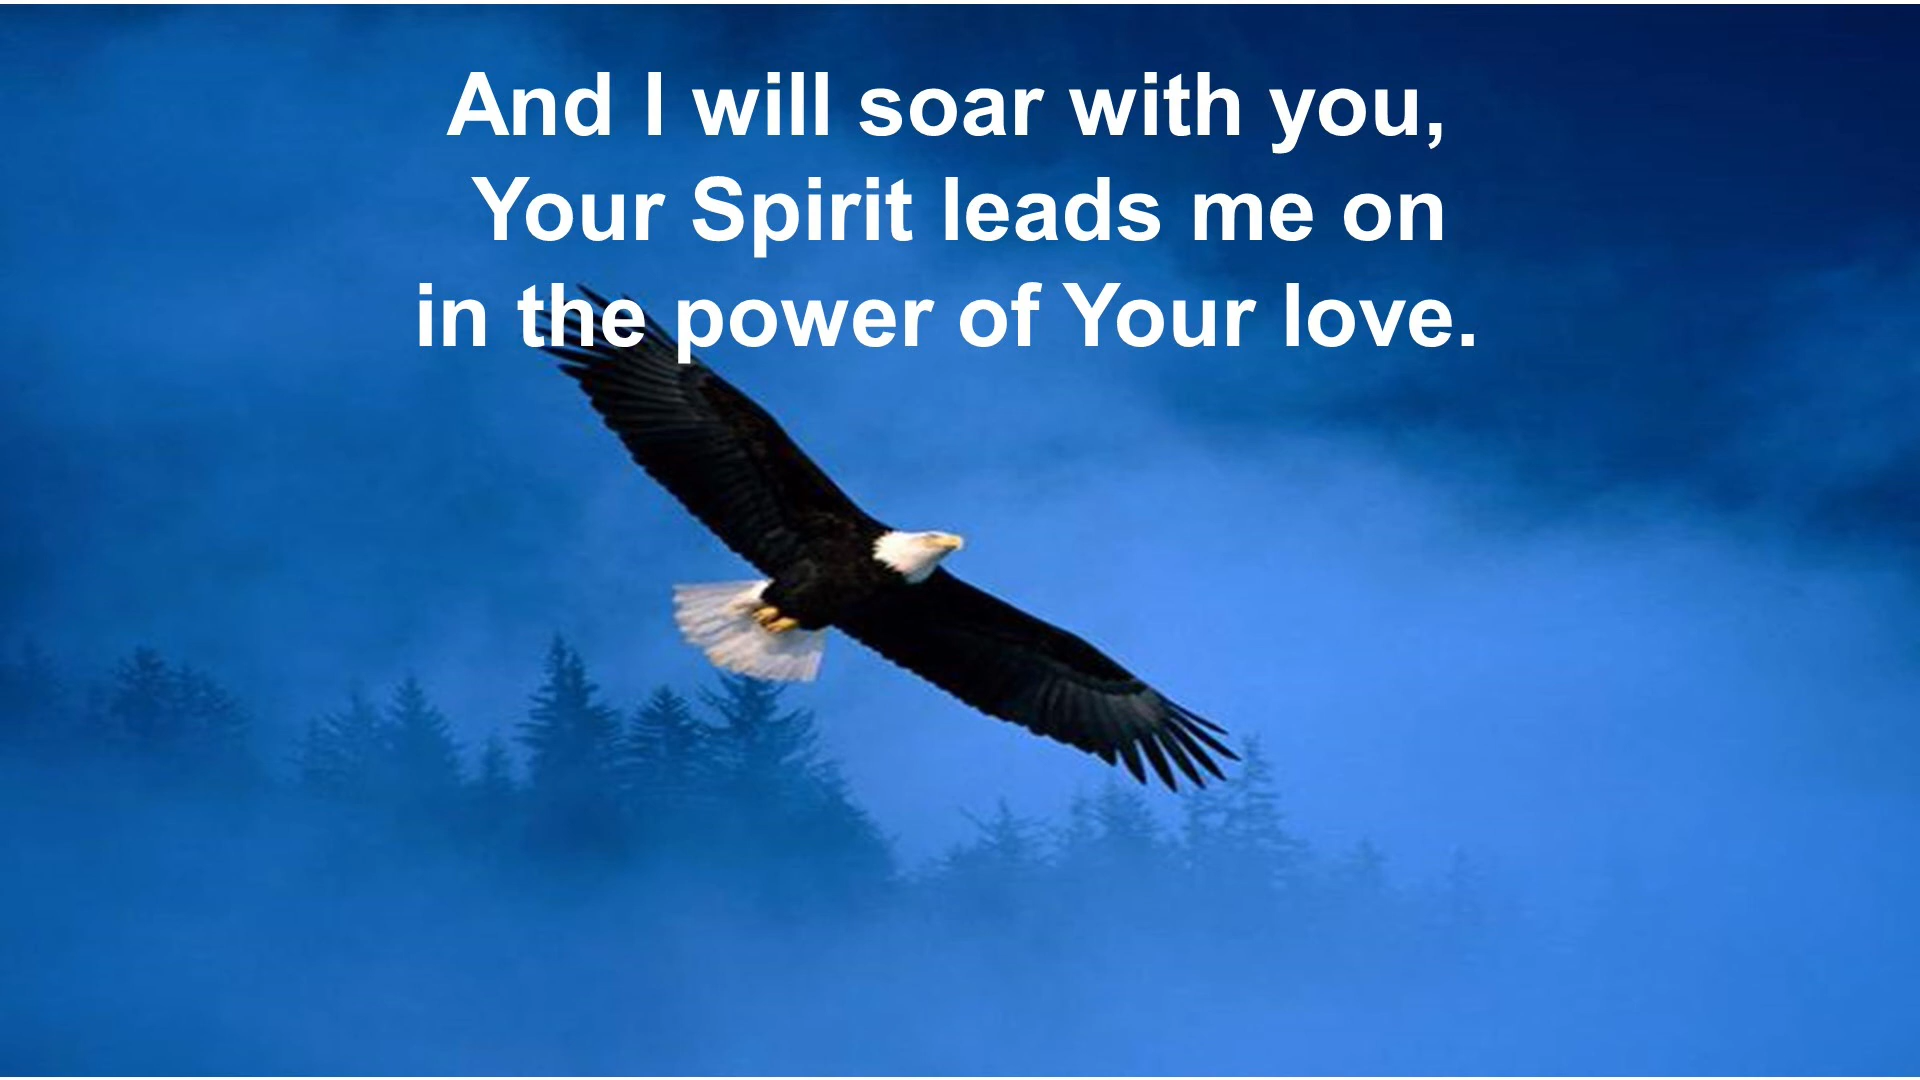 And I will soar with you,
Your Spirit leads me on
in the power of Your love.